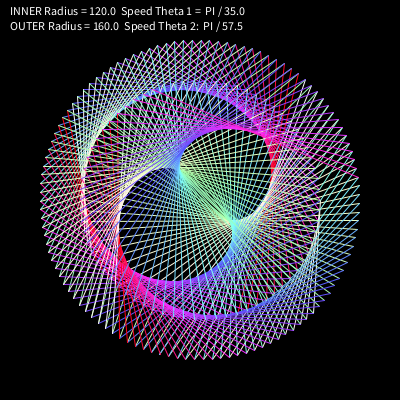 INNER Radius = 120.0  Speed Theta 1 =  PI / 35.0
OUTER Radius = 160.0  Speed Theta 2:  PI / 57.5